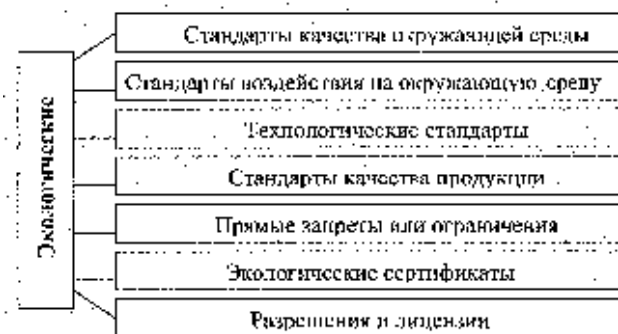 Экологические
Стандарты качества окружающей среды
Стандарты воздействия на окружающую среду
Технологические стандарты
Стандарты качества продукции
Прямые запреты или ограничения
Экологические сертификаты
Разрешения и лицензии